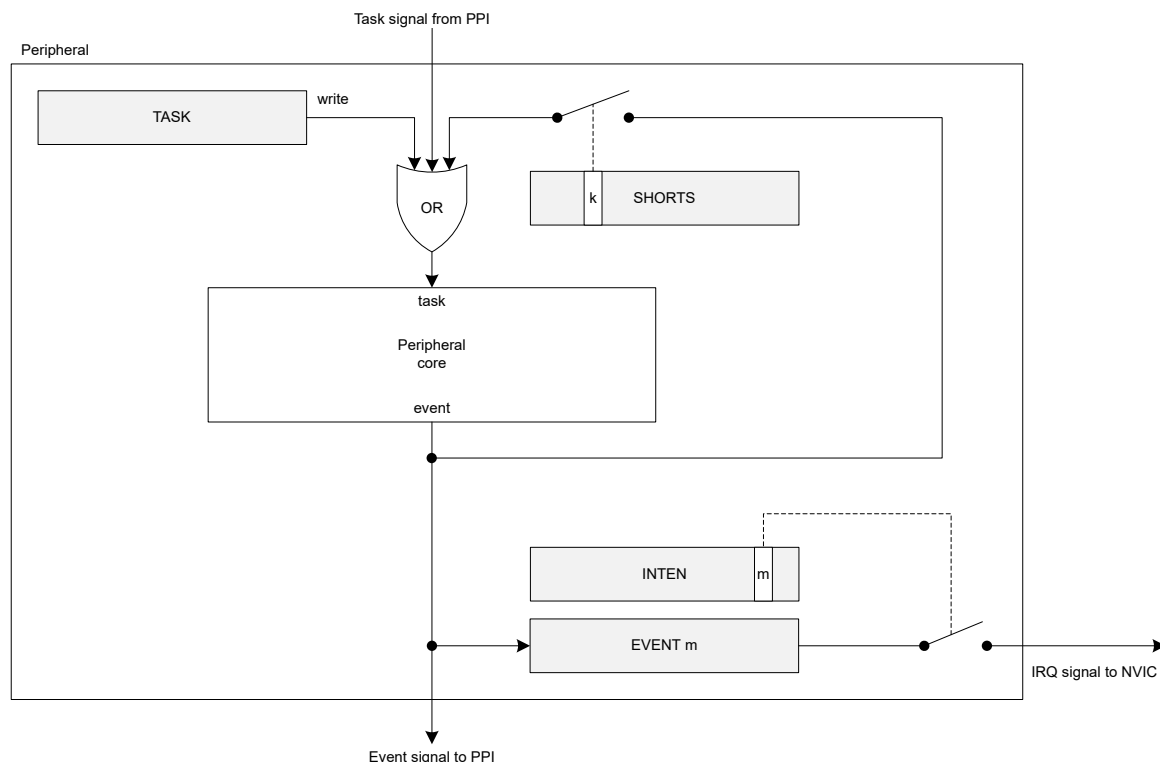 Task signal from PPI
Peripheral
TASK
write
k
SHORTS
OR
task
Peripheral
core
event
INTEN
m
EVENT m
IRQ signal to NVIC
Event signal to PPI